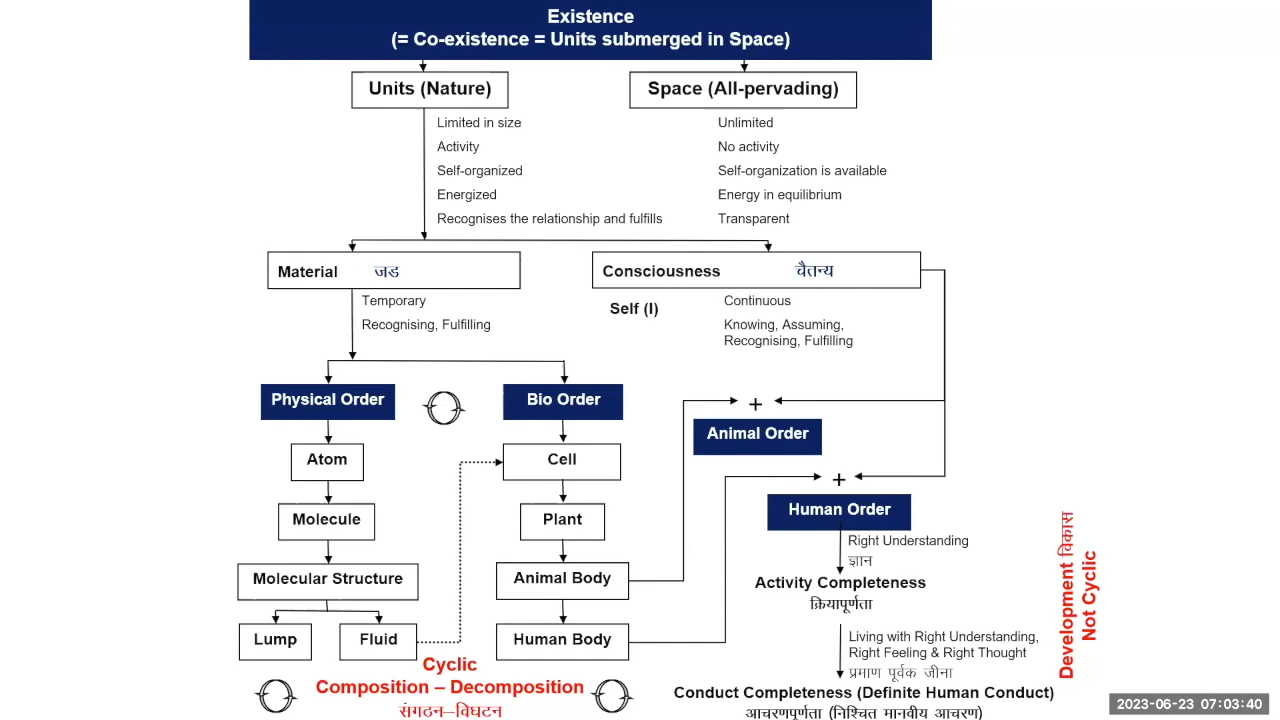 Existence
(= Co-existence = Units submerged in Space)
Units (Nature)
Space (All-pervading)
Limited in size
Activity
Self-organized
Energized
Recognises the relationship and fulfills
Unlimited
No activity
Self-organization is available
Energy in equilibrium
Transparent
Material जड
Consciousness चैतन्य
Temporary
Recognising, Fulfilling
Self (I)
Continuous
Knowing, Assuming,
Recognising, Fulfilling
Physical Order
Bio Order
+
Animal Order
Atom
Cell
+
Human Order
Molecule
Plant
Right Understanding
ज्ञान
Molecular Structure
Animal Body
Activity Completeness
क्रियापूर्णता
Lump
Fluid
Human Body
Living with Right Understanding,
Right Feeling & Right Thought
प्रमाण पूर्वक जीना
Cyclic
Composition – Decomposition
संगठन–विघटन
Conduct Completeness (Definite Human Conduct)
आचरणपूर्णता (निश्चित मानवीय आचरण)
Development विकास
Not Cyclic
2023-06-23 07:03:40